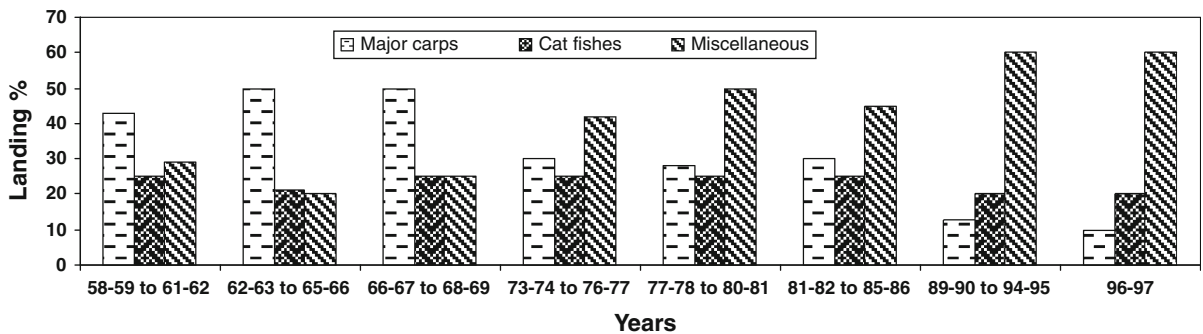 70
60
50
40
30
20
10
0
Landing %
Major carps Cat fishes Miscellaneous
58-59 to 61-62 62-63 to 65-66 66-67 to 68-69 73-74 to 76-77 77-78 to 80-81 81-82 to 85-86 89-90 to 94-95 96-97
Years